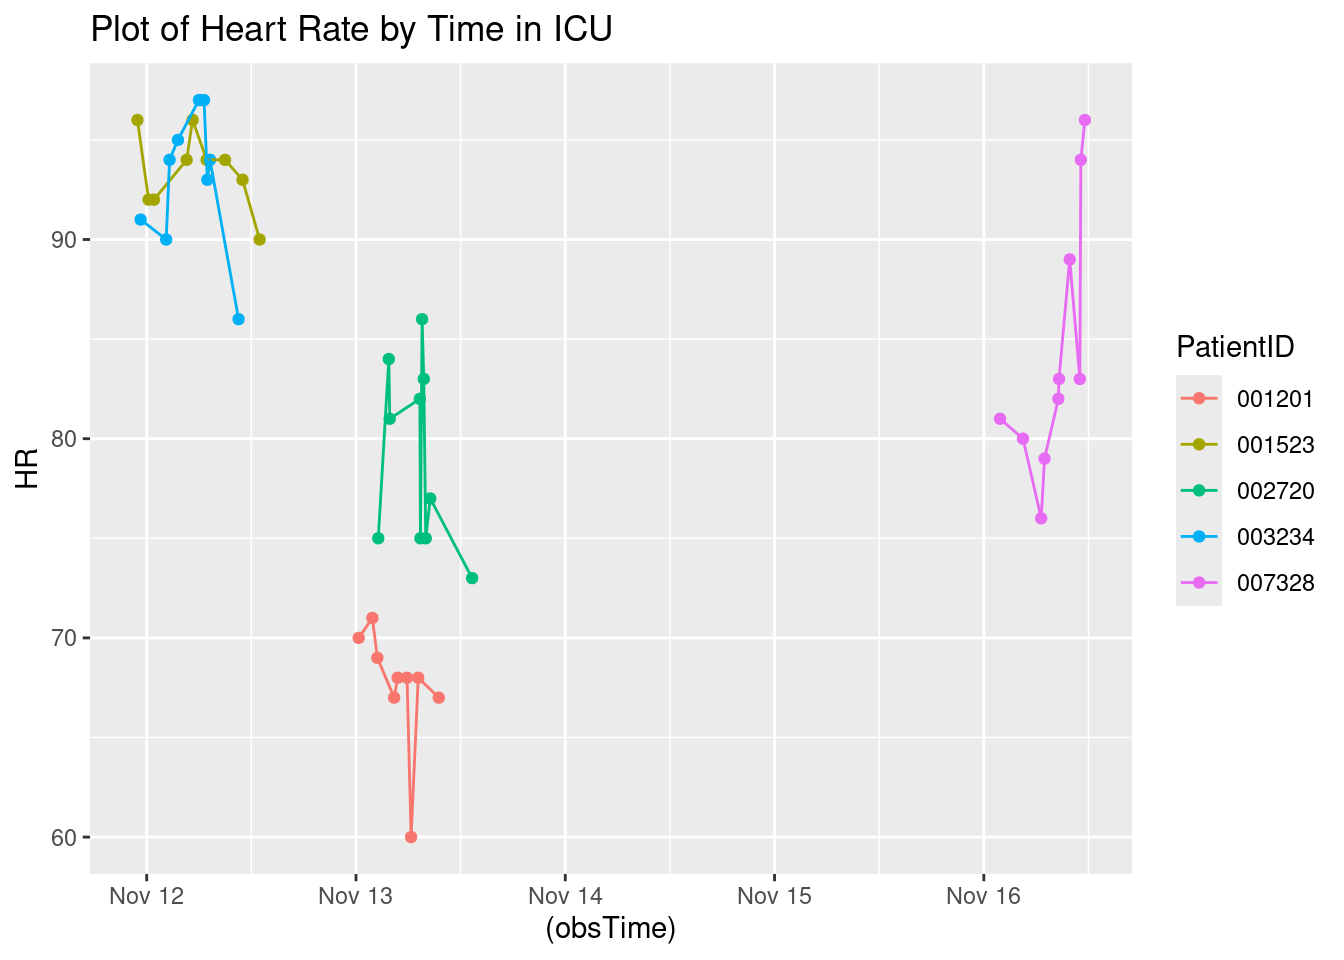 Plot of Heart Rate by Time in ICU
HR
90
80
70
60
Nov 12
Nov 13
Nov 14
Nov 15
Nov 16
(obsTime)
PatientID
001201
001523
002720
003234
007328